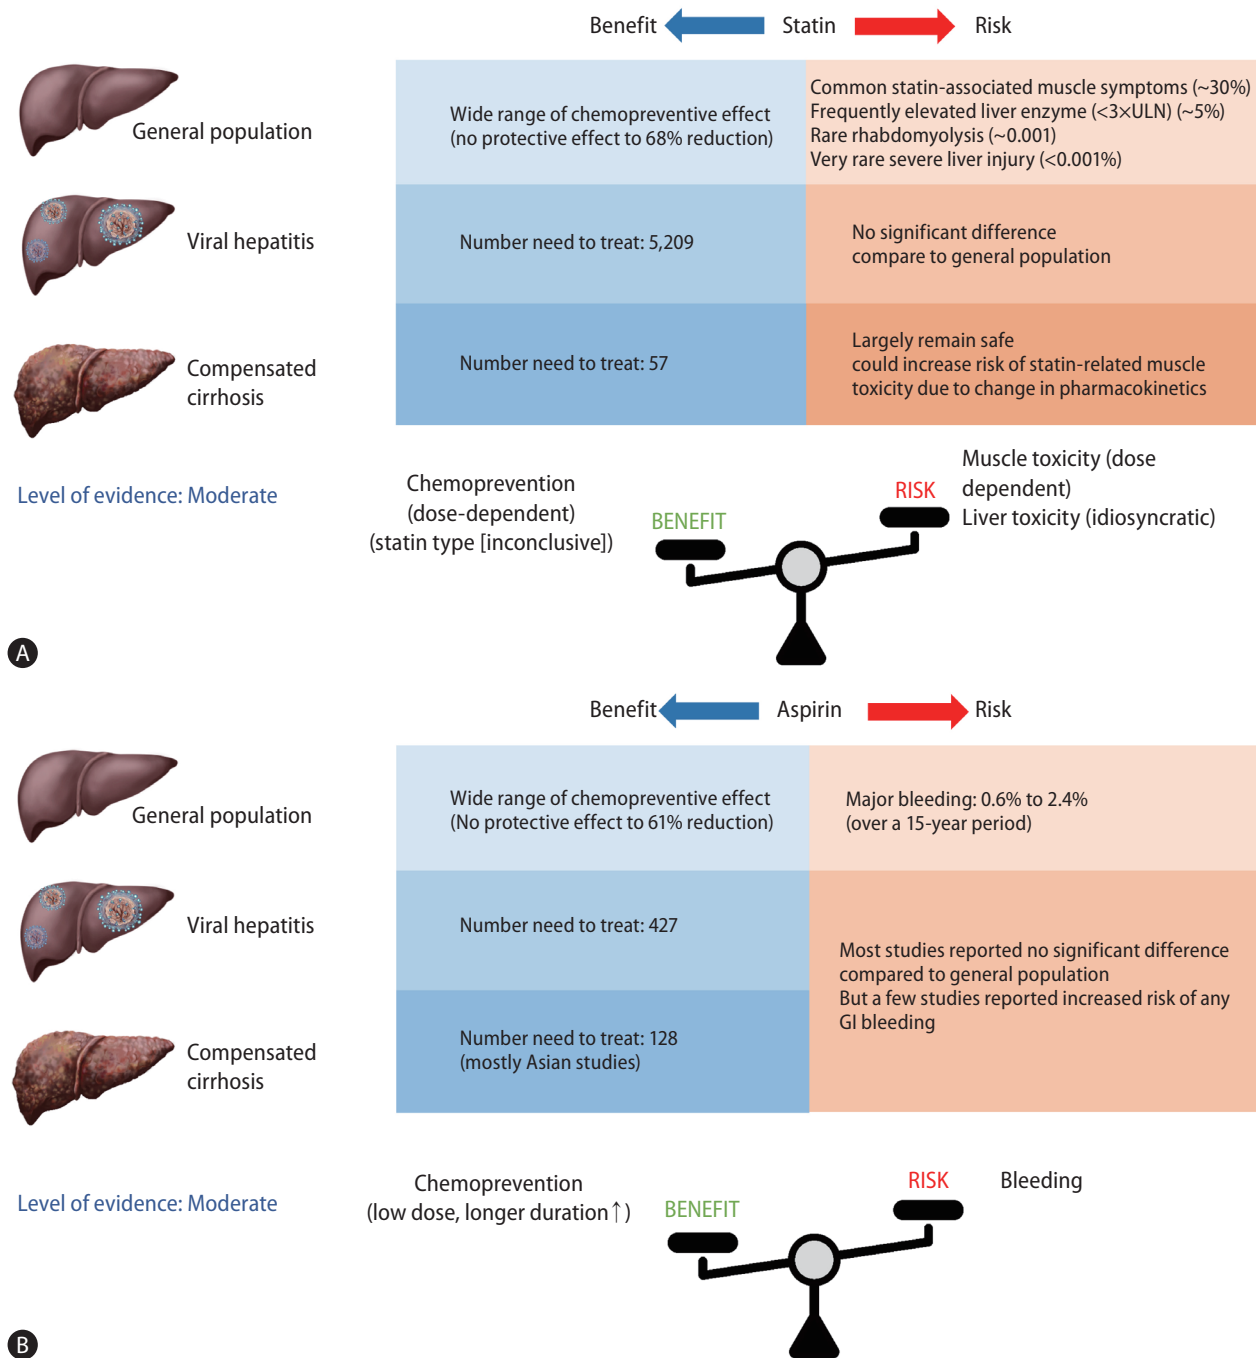 Benefit Statin Risk
General population
Wide range of chemopreventive effect
(no protective effect to 68% reduction)
Common statin-associated muscle symptoms (~30%)
Frequently elevated liver enzyme (<3×ULN) (~5%)
Rare rhabdomyolysis (~0.001)
Very rare severe liver injury (<0.001%)
Viral hepatitis
Number need to treat: 5,209
No significant difference
compare to general population
Compensated
cirrhosis
Number need to treat: 57
Largely remain safe
could increase risk of statin-related muscle
toxicity due to change in pharmacokinetics
Level of evidence: Moderate
Chemoprevention
(dose-dependent)
(statin type [inconclusive])
BENEFIT
RISK
Muscle toxicity (dose
dependent)
Liver toxicity (idiosyncratic)
A
Benefit Aspirin Risk
General population
Wide range of chemopreventive effect
(No protective effect to 61% reduction)
Major bleeding: 0.6% to 2.4%
(over a 15-year period)
Viral hepatitis
Number need to treat: 427
Most studies reported no significant difference
compared to general population
But a few studies reported increased risk of any
GI bleeding
Compensated
cirrhosis
Number need to treat: 128
(mostly Asian studies)
Level of evidence: Moderate
Chemoprevention
(low dose, longer duration↑)
BENEFIT
RISK
Bleeding
B